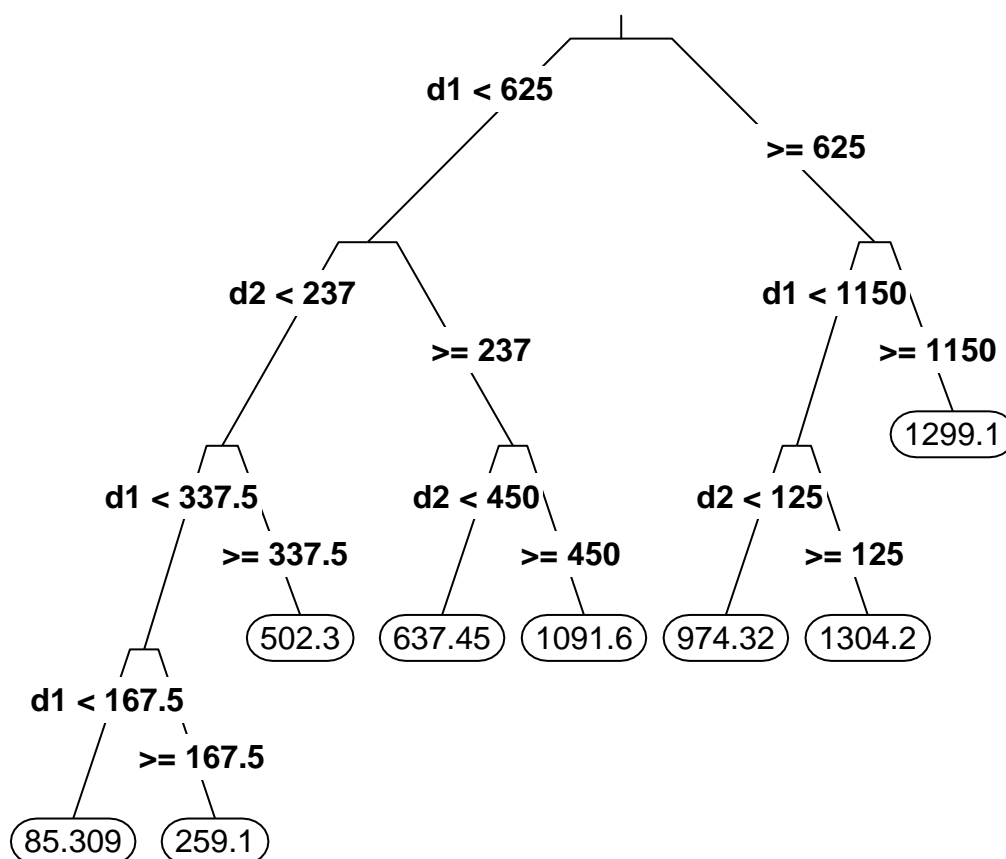 d1 < 625
>= 625
d2 < 237
d1 < 1150
>= 237
>= 1150
1299.1
d1 < 337.5
d2 < 450
d2 < 125
>= 337.5
>= 450
>= 125
502.3
637.45
1091.6
974.32
1304.2
d1 < 167.5
>= 167.5
85.309
259.1